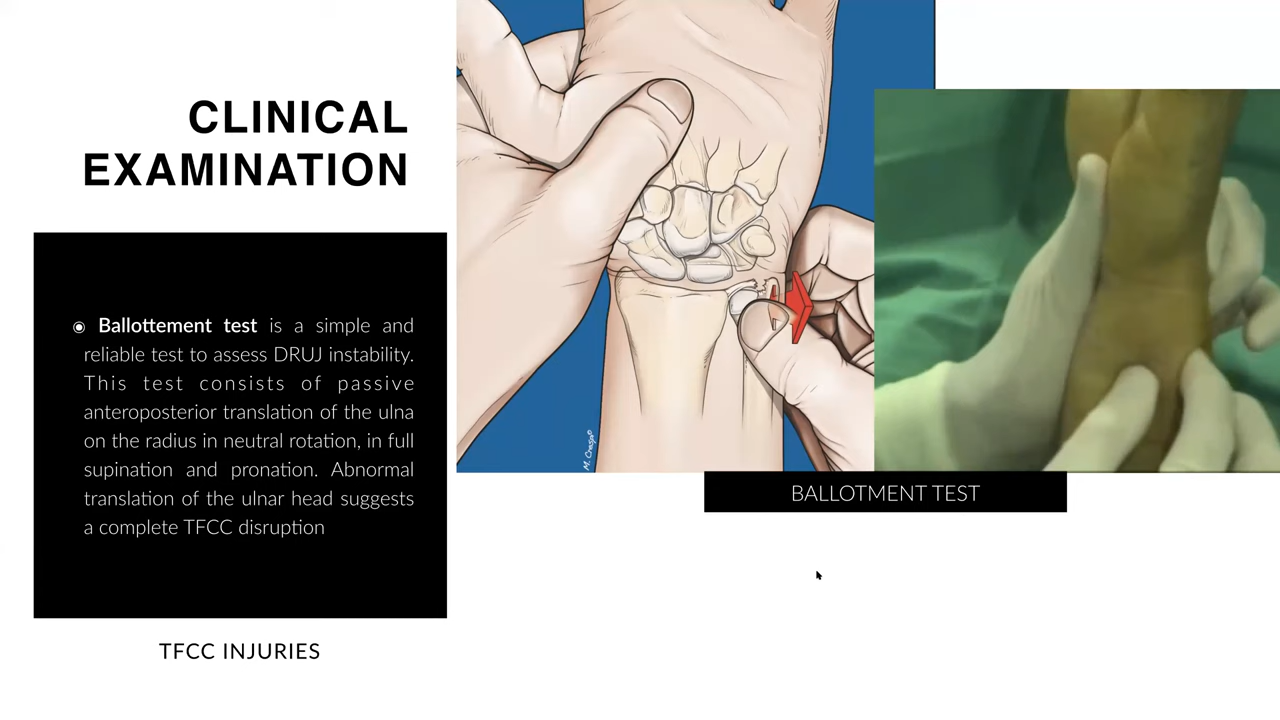 CLINICAL
EXAMINATION
◉ Ballottement test is a simple and
reliable test to assess DRUJ instability.
This test consists of passive
anteroposterior translation of the ulna
on the radius in neutral rotation, in full
supination and pronation. Abnormal
translation of the ulnar head suggests
a complete TFCC disruption
TFCC INJURIES
M. Crespi©
BALLOTMENT TEST